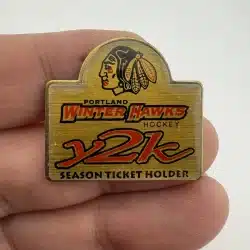 PORTLAND
WINTER HAWKS
HOCKEY
y2k
SEASON TICKET HOLDER